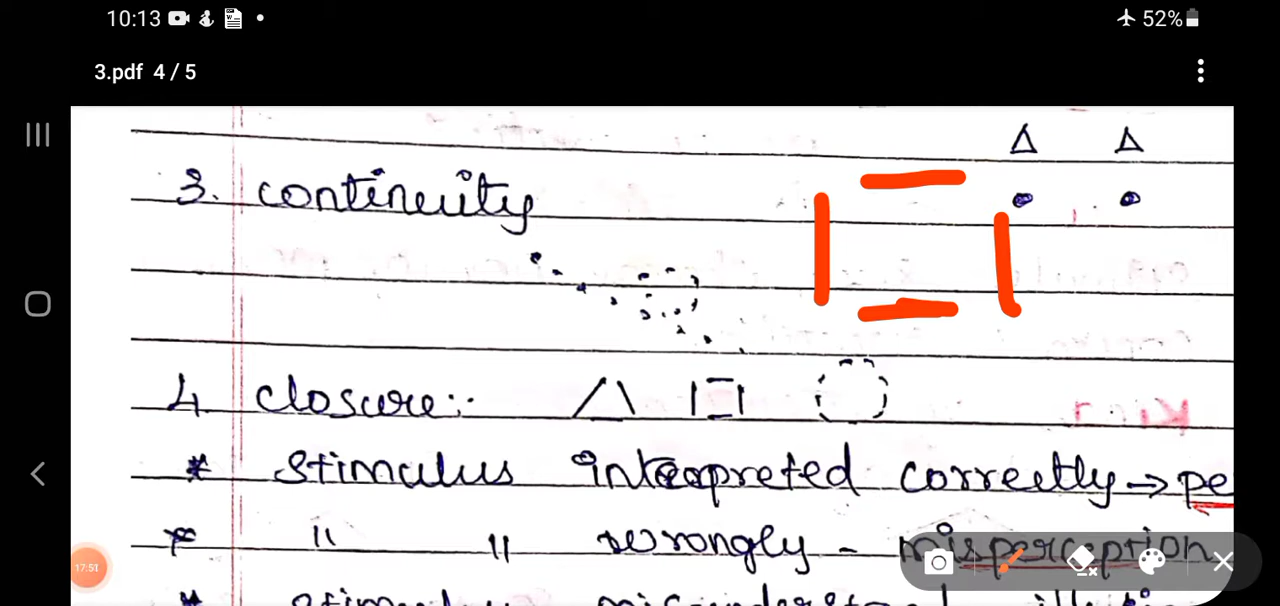 10:13
52%
3.pdf 4 / 5
3. continuity
4 closure:-
* Stimulus interpreted correctly → pe
* " " wrongly - misperception
17:51